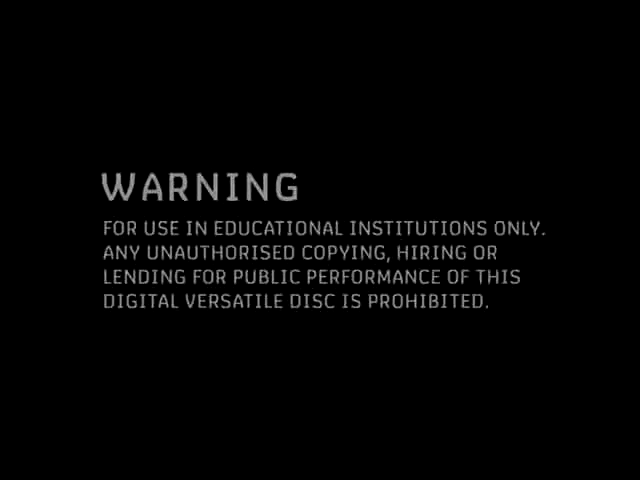 WARNING
FOR USE IN EDUCATIONAL INSTITUTIONS ONLY.
ANY UNAUTHORISED COPYING, HIRING OR
LENDING FOR PUBLIC PERFORMANCE OF THIS
DIGITAL VERSATILE DISC IS PROHIBITED.